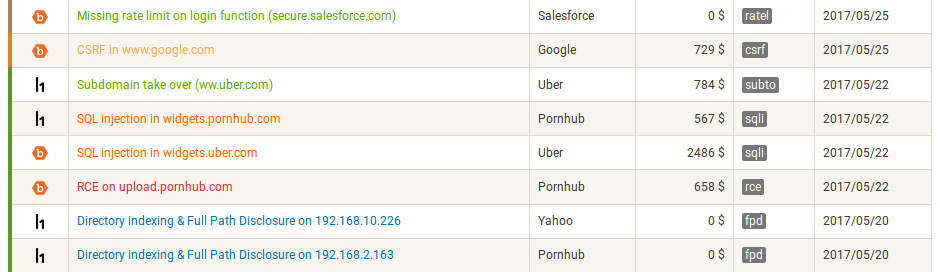 Missing rate limit on login function (secure.salesforce.com) Salesforce 0 $ ratel 2017/05/25
CSRF in www.google.com Google 729 $ csrf 2017/05/25
Subdomain take over (ww.uber.com) Uber 784 $ subto 2017/05/22
SQL injection in widgets.pornhub.com Pornhub 567 $ sqli 2017/05/22
SQL injection in widgets.uber.com Uber 2486 $ sqli 2017/05/22
RCE on upload.pornhub.com Pornhub 658 $ rce 2017/05/22
Directory indexing & Full Path Disclosure on 192.168.10.226 Yahoo 0 $ fpd 2017/05/20
Directory indexing & Full Path Disclosure on 192.168.2.163 Pornhub 0 $ fpd 2017/05/20